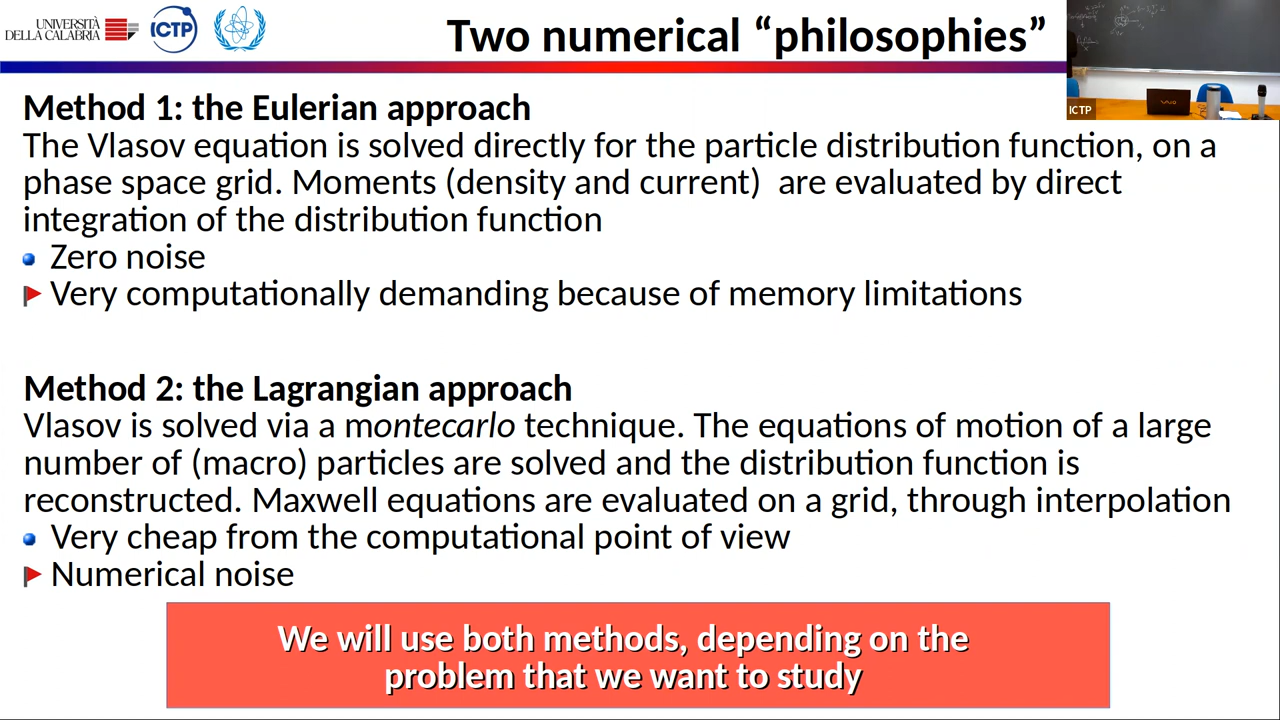 UNIVERSITÀ
DELLA CALABRIA
ICTP
Two numerical “philosophies”
ICTP
VAIO
Method 1: the Eulerian approach
The Vlasov equation is solved directly for the particle distribution function, on a
phase space grid. Moments (density and current)  are evaluated by direct
integration of the distribution function
Zero noise
Very computationally demanding because of memory limitations
Method 2: the Lagrangian approach
Vlasov is solved via a montecarlo technique. The equations of motion of a large
number of (macro) particles are solved and the distribution function is
reconstructed. Maxwell equations are evaluated on a grid, through interpolation
Very cheap from the computational point of view
Numerical noise
We will use both methods, depending on the
problem that we want to study